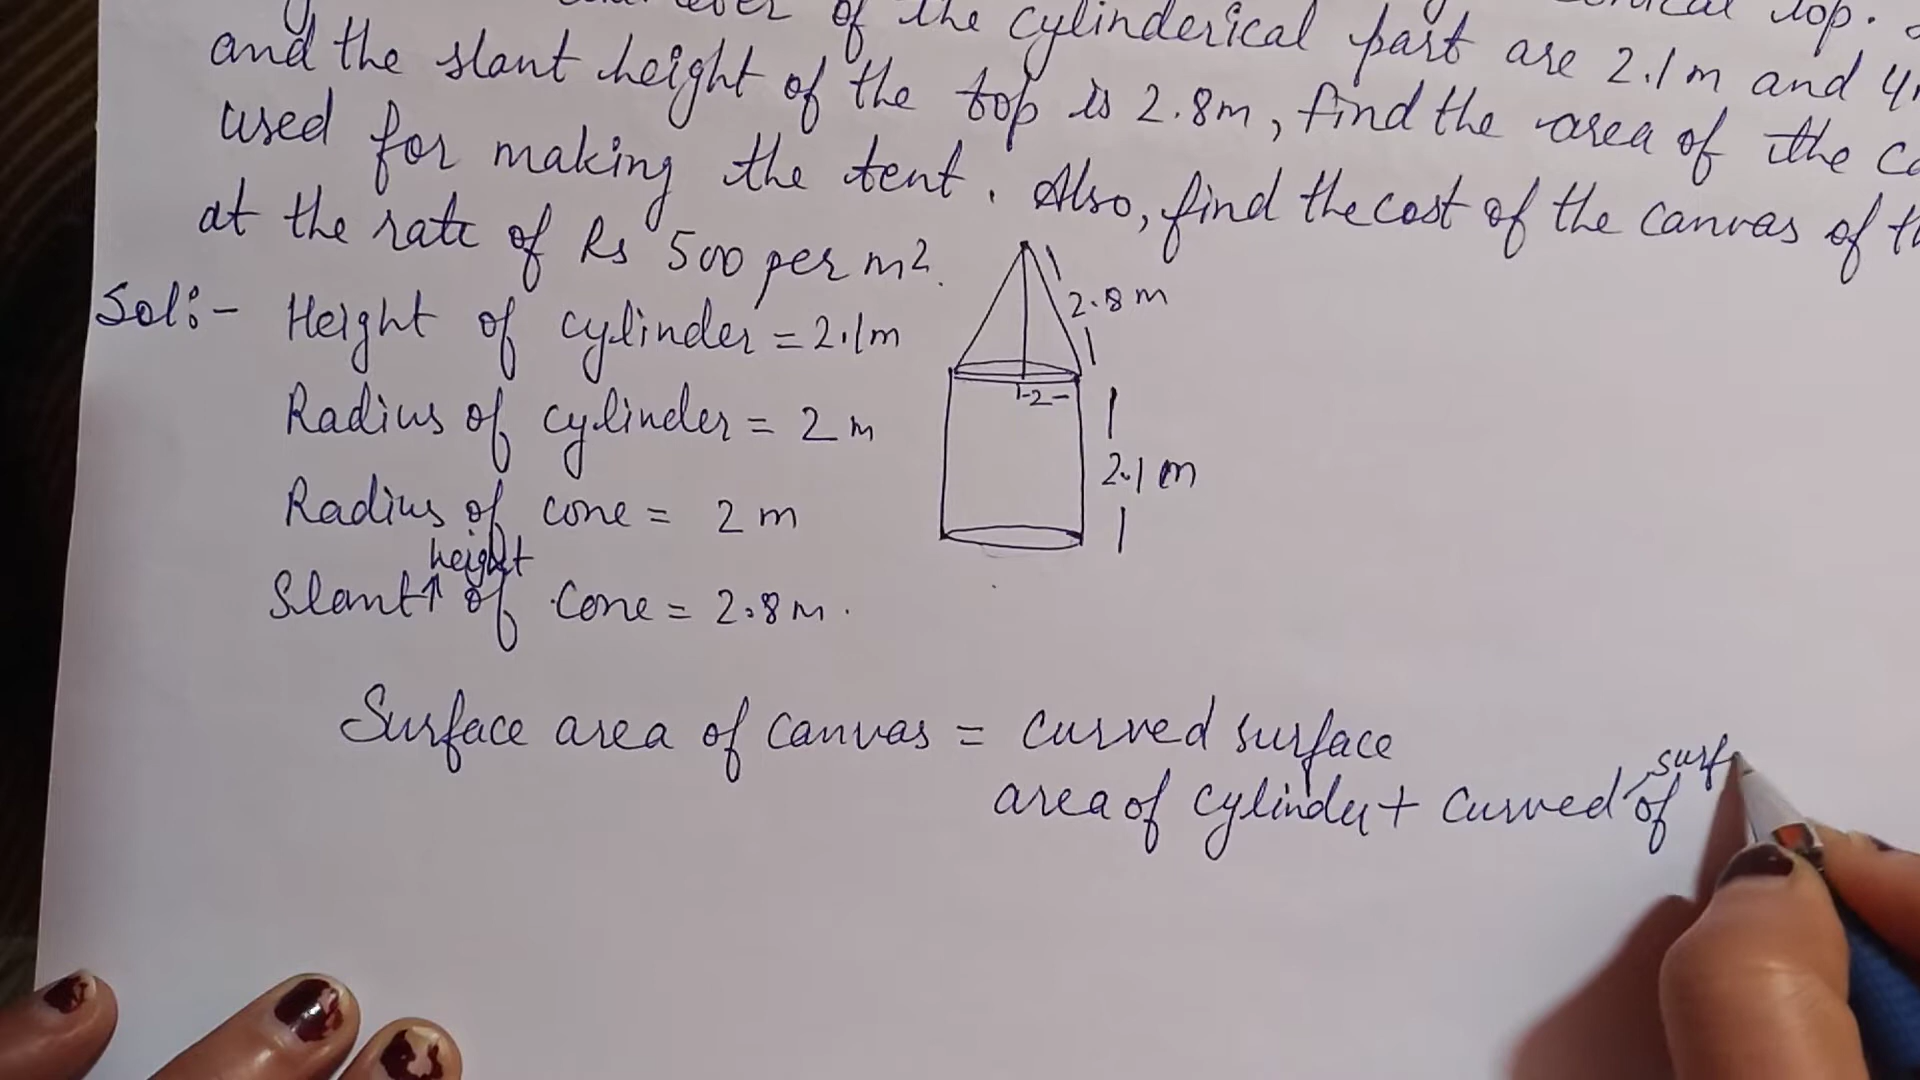 of the cylinderical part are 2.1m and 4
and the slant height of the top is 2.8m, find the area of the
used for making the tent. Also, find the cost of the canvas of
at the rate of Rs 500 per m².
Sol:- Height of cylinder = 2.1m
2.8 m
Radius of cylinder = 2 m
-2-
2.1 m
Radius of cone = 2 m
height
Slant↑ of cone = 2.8m.
Surface area of canvas = curved surface
surf
area of cylinder + curved of